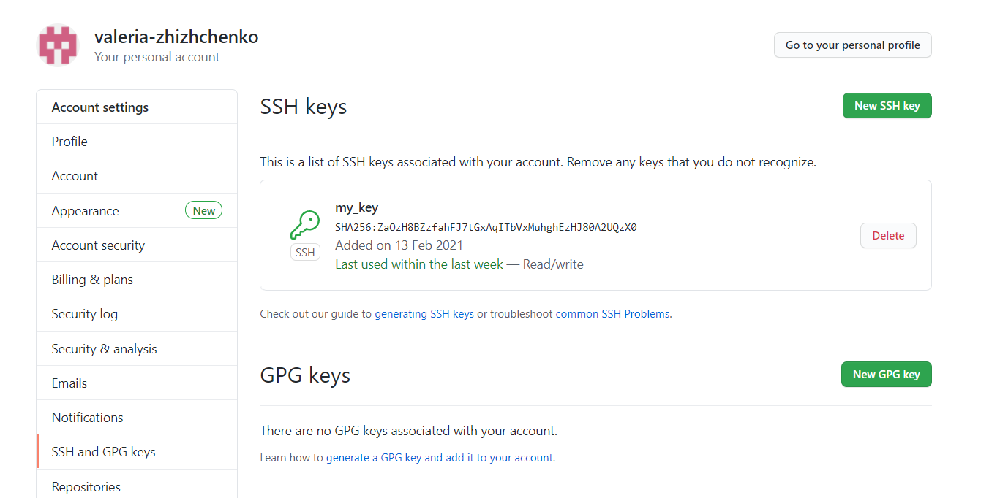 valeria-zhizhchenko
Your personal account
Go to your personal profile
Account settings
Profile
Account
Appearance New
Account security
Billing & plans
Security log
Security & analysis
Emails
Notifications
SSH and GPG keys
Repositories
SSH keys
New SSH key
This is a list of SSH keys associated with your account. Remove any keys that you do not recognize.
my_key
SHA256:ZaOzH8BZzfahFJ7tGxAqITbVxMuhghEzHJ80A2UQzX0
SSH
Added on 13 Feb 2021
Last used within the last week — Read/write
Delete
Check out our guide to generating SSH keys or troubleshoot common SSH Problems.
GPG keys
New GPG key
There are no GPG keys associated with your account.
Learn how to generate a GPG key and add it to your account.